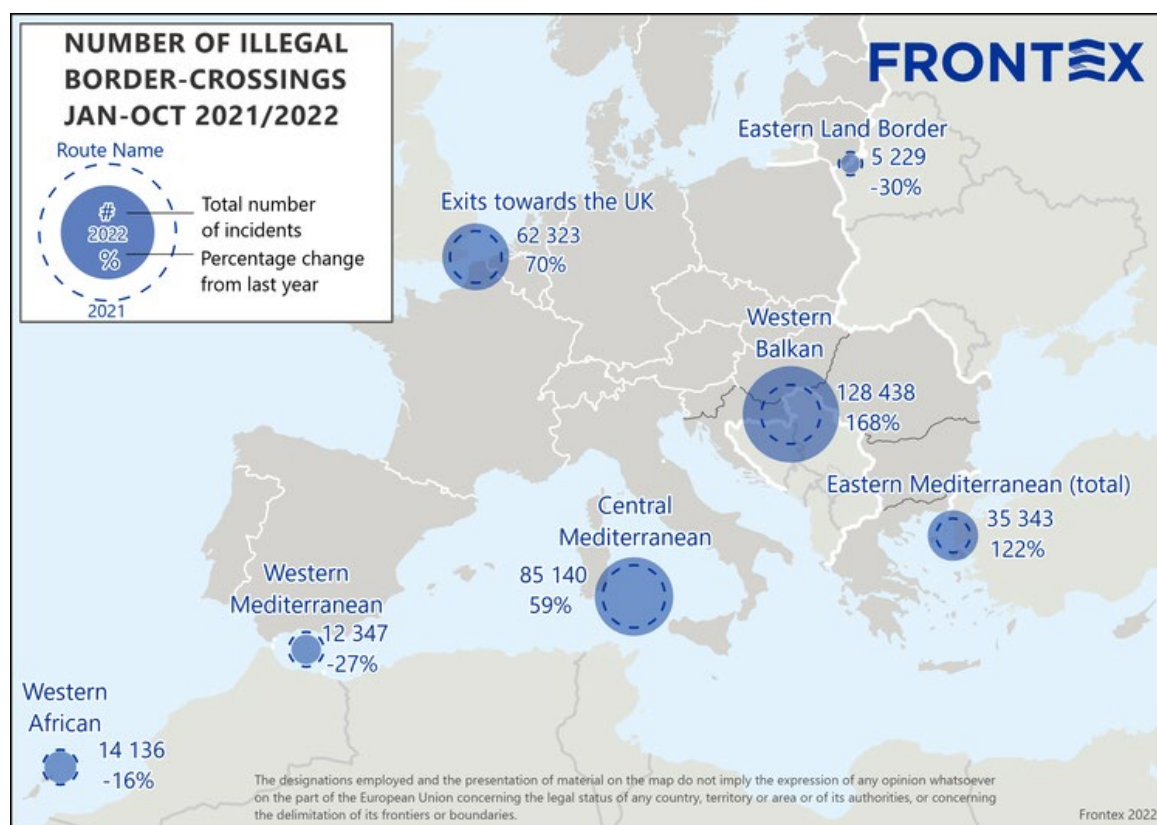 NUMBER OF ILLEGAL
BORDER-CROSSINGS
JAN-OCT 2021/2022
Route Name
#
2022
%
2021
Total number
of incidents
Percentage change
from last year
FRONTEX
Eastern Land Border
5 229
-30%
Exits towards the UK
62 323
70%
Western
Balkan
128 438
168%
Eastern Mediterranean (total)
35 343
122%
Central
Mediterranean
85 140
59%
Western
Mediterranean
12 347
-27%
Western
African
14 136
-16%
The designations employed and the presentation of material on the map do not imply the expression of any opinion whatsoever
on the part of the European Union concerning the legal status of any country, territory or area or of its authorities, or concerning
the delimitation of its frontiers or boundaries.
Frontex 2022